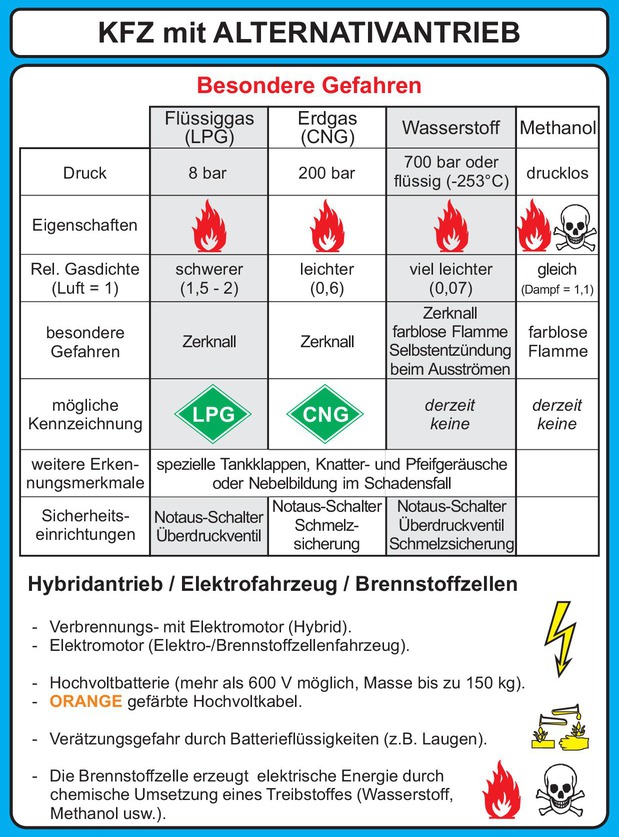 KFZ mit ALTERNATIVANTRIEB
Besondere Gefahren
Flüssiggas
(LPG)
Erdgas
(CNG)
Wasserstoff
Methanol
Druck
8 bar
200 bar
700 bar oder
flüssig (-253°C)
drucklos
Eigenschaften
Rel. Gasdichte
(Luft = 1)
schwerer
(1,5 - 2)
leichter
(0,6)
viel leichter
(0,07)
gleich
(Dampf = 1,1)
besondere
Gefahren
Zerknall
Zerknall
Zerknall
farblose Flamme
Selbstentzündung
beim Ausströmen
farblose
Flamme
mögliche
Kennzeichnung
LPG
CNG
derzeit
keine
derzeit
keine
weitere Erken-
nungsmerkmale
spezielle Tankklappen, Knatter- und Pfeifgeräusche
oder Nebelbildung im Schadensfall
Sicherheits-
einrichtungen
Notaus-Schalter
Überdruckventil
Notaus-Schalter
Schmelz-
sicherung
Notaus-Schalter
Überdruckventil
Schmelzsicherung
Hybridantrieb / Elektrofahrzeug / Brennstoffzellen
- Verbrennungs- mit Elektromotor (Hybrid).
- Elektromotor (Elektro-/Brennstoffzellenfahrzeug).
- Hochvoltbatterie (mehr als 600 V möglich, Masse bis zu 150 kg).
- ORANGE gefärbte Hochvoltkabel.
- Verätzungsgefahr durch Batterieflüssigkeiten (z.B. Laugen).
- Die Brennstoffzelle erzeugt elektrische Energie durch
chemische Umsetzung eines Treibstoffes (Wasserstoff,
Methanol usw.).